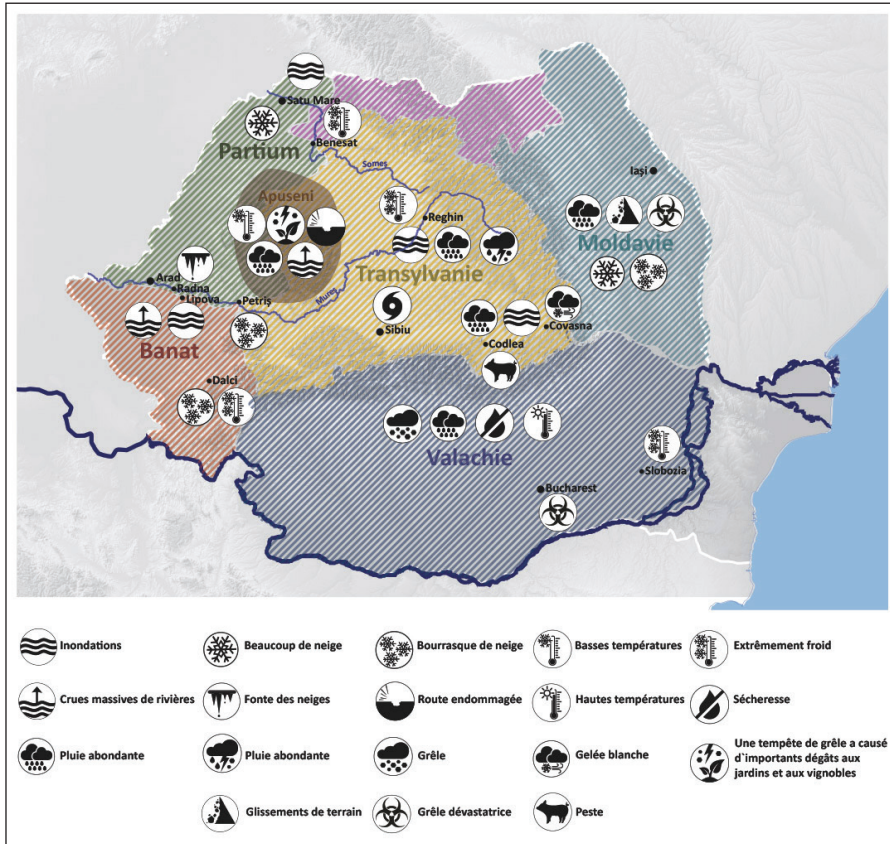 Satu Mare
Partium
Benesat
Someș
Iași
Apuseni
Reghin
Moldavie
Transylvanie
Arad
Radna
Lipova
Petriș
Mureș
Sibiu
Covasna
Codlea
Banat
Dalci
Valachie
Slobozia
Bucharest
Inondations
Beaucoup de neige
Bourrasque de neige
Basses températures
Extrêmement froid
Crues massives de rivières
Fonte des neiges
Route endommagée
Hautes températures
Sécheresse
Pluie abondante
Pluie abondante
Grêle
Gelée blanche
Une tempête de grêle a causé
d`importants dégâts aux
jardins et aux vignobles
Glissements de terrain
Grêle dévastatrice
Peste